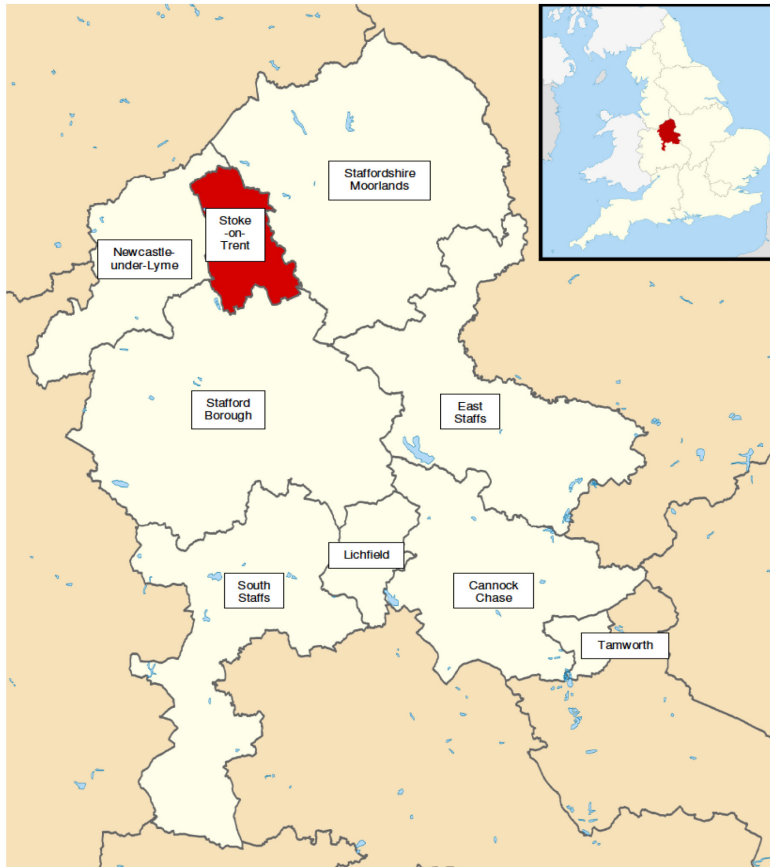 Staffordshire
Moorlands
Stoke
-on-
Trent
Newcastle-
under-Lyme
Stafford
Borough
East
Staffs
Lichfield
South
Staffs
Cannock
Chase
Tamworth